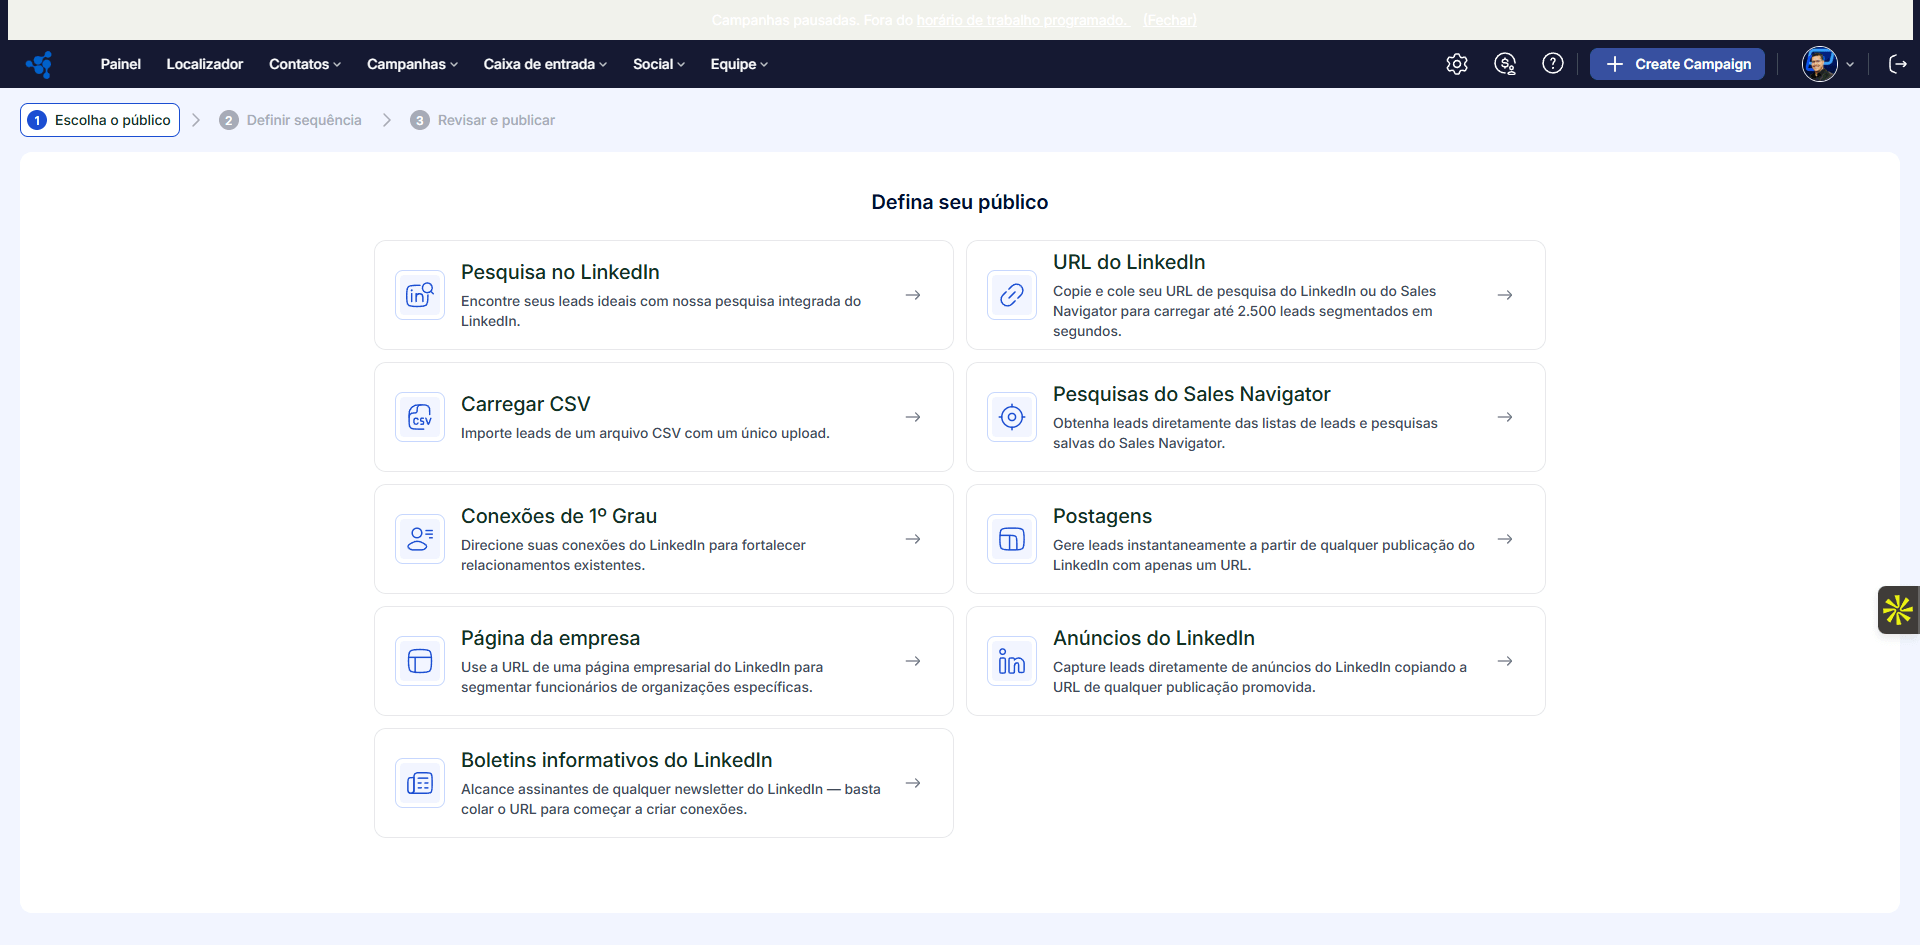 Campanhas pausadas. Fora do horário de trabalho programado. [Fechar]
Painel Localizador Contatos Campanhas Caixa de entrada Social Equipe Create Campaign
1 Escolha o público 2 Definir sequência 3 Revisar e publicar
Defina seu público
Pesquisa no LinkedIn
Encontre seus leads ideais com nossa pesquisa integrada do
LinkedIn.
URL do LinkedIn
Copie e cole seu URL de pesquisa do LinkedIn ou do Sales
Navigator para carregar até 2.500 leads segmentados em
segundos.
CSV
Carregar CSV
Importe leads de um arquivo CSV com um único upload.
Pesquisas do Sales Navigator
Obtenha leads diretamente das listas de leads e pesquisas
salvas do Sales Navigator.
Conexões de 1º Grau
Direcione suas conexões do LinkedIn para fortalecer
relacionamentos existentes.
Postagens
Gere leads instantaneamente a partir de qualquer publicação do
LinkedIn com apenas um URL.
Página da empresa
Use a URL de uma página empresarial do LinkedIn para
segmentar funcionários de organizações específicas.
in
Anúncios do LinkedIn
Capture leads diretamente de anúncios do LinkedIn copiando a
URL de qualquer publicação promovida.
Boletins informativos do LinkedIn
Alcance assinantes de qualquer newsletter do LinkedIn — basta
colar o URL para começar a criar conexões.